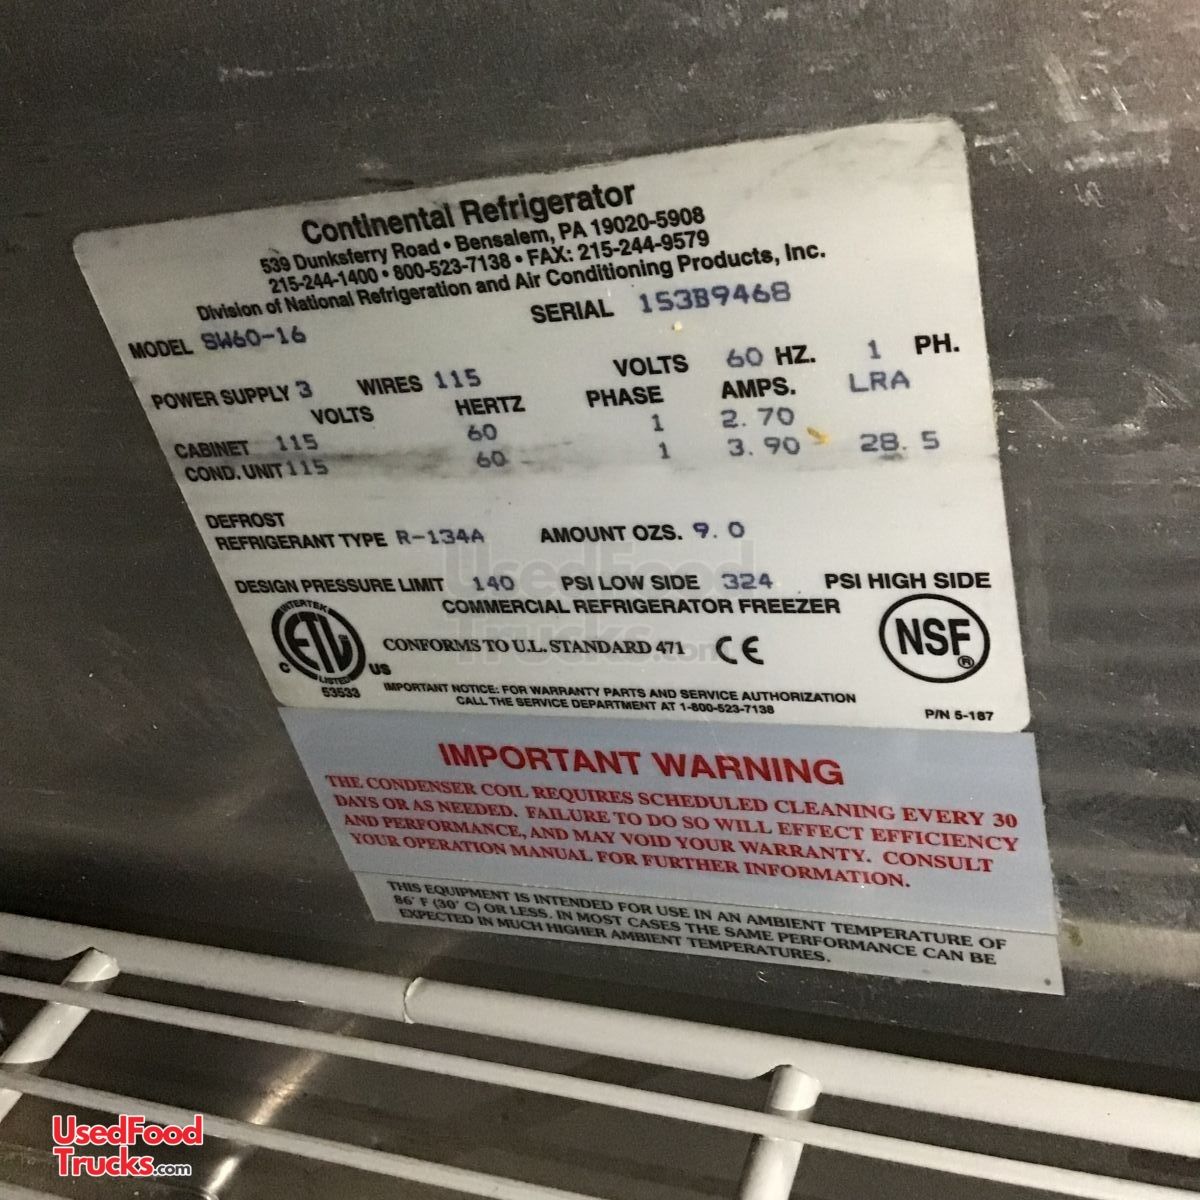 Continental Refrigerator
539 Dunksferry Road • Bensalem, PA 19020-5908
215-244-1400 • 800-523-7138 • FAX: 215-244-9579
Division of National Refrigeration and Air Conditioning Products, Inc.
MODEL SW60-16 SERIAL 153B9468
POWER SUPPLY 3 WIRES 115 VOLTS 60 HZ. 1 PH.
VOLTS HERTZ PHASE AMPS. LRA
CABINET 115 60 1 2.70
COND. UNIT 115 60 1 3.90 28.5
DEFROST
REFRIGERANT TYPE R-134A AMOUNT OZS. 9.0
DESIGN PRESSURE LIMIT 140 PSI LOW SIDE 324 PSI HIGH SIDE
COMMERCIAL REFRIGERATOR FREEZER
INTERTEK
ETL
C US
LISTED
53533
CONFORMS TO U.L. STANDARD 471 CE
NSF ®
IMPORTANT NOTICE: FOR WARRANTY PARTS AND SERVICE AUTHORIZATION
CALL THE SERVICE DEPARTMENT AT 1-800-523-7138
P/N 5-187
IMPORTANT WARNING
THE CONDENSER COIL REQUIRES SCHEDULED CLEANING EVERY 30
DAYS OR AS NEEDED. FAILURE TO DO SO WILL EFFECT EFFICIENCY
AND PERFORMANCE, AND MAY VOID YOUR WARRANTY. CONSULT
YOUR OPERATION MANUAL FOR FURTHER INFORMATION.
THIS EQUIPMENT IS INTENDED FOR USE IN AN AMBIENT TEMPERATURE OF
86° F (30° C) OR LESS. IN MOST CASES THE SAME PERFORMANCE CAN BE
EXPECTED IN MUCH HIGHER AMBIENT TEMPERATURES.
UsedFood
Trucks.com
UsedFood
Trucks.com